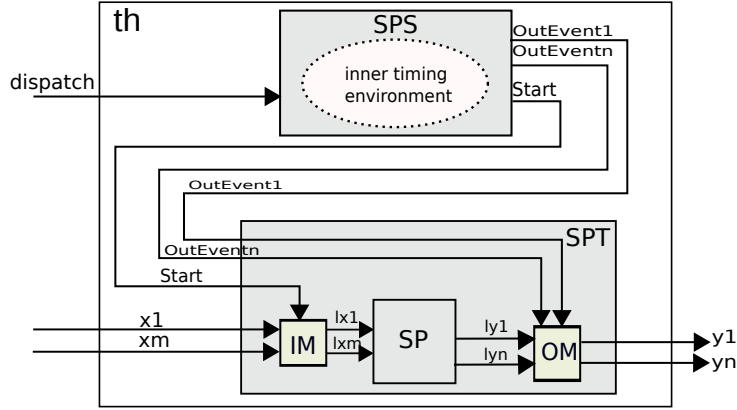 th
SPS
OutEvent1
OutEventn
inner timing
environment
dispatch
Start
OutEvent1
SPT
OutEventn
Start
x1
xm
lx1
lxm
IM
SP
ly1
lyn
OM
y1
yn